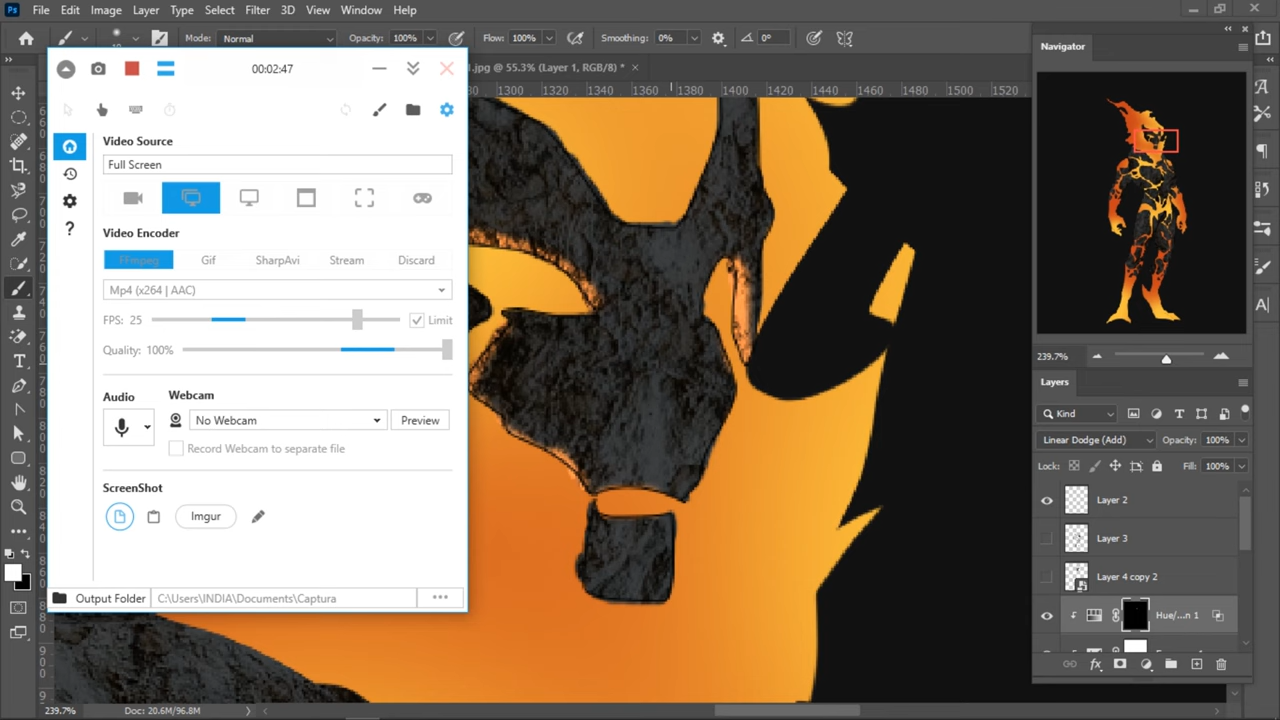 Ps File Edit Image Layer Type Select Filter 3D View Window Help
Mode: Normal Opacity: 100% Flow: 100% Smoothing: 0% 0°
00:02:47
1.jpg @ 55.3% (Layer 1, RGB/8) * ×
1300 1320 1340 1360 1380 1400 1420 1440 1460 1480 1500 1520
Video Source
Full Screen
Video Encoder
FFmpeg Gif SharpAvi Stream Discard
Mp4 (x264 | AAC)
FPS: 25 Limit
Quality: 100%
Audio Webcam
No Webcam Preview
Record Webcam to separate file
ScreenShot
Imgur
Output Folder C:\Users\INDIA\Documents\Captura ...
239.7% Doc: 20.6M/96.8M
Navigator
239.7%
Layers
Kind
Linear Dodge (Add) Opacity: 100%
Lock: Fill: 100%
Layer 2
Layer 3
Layer 4 copy 2
Hue/...n 1